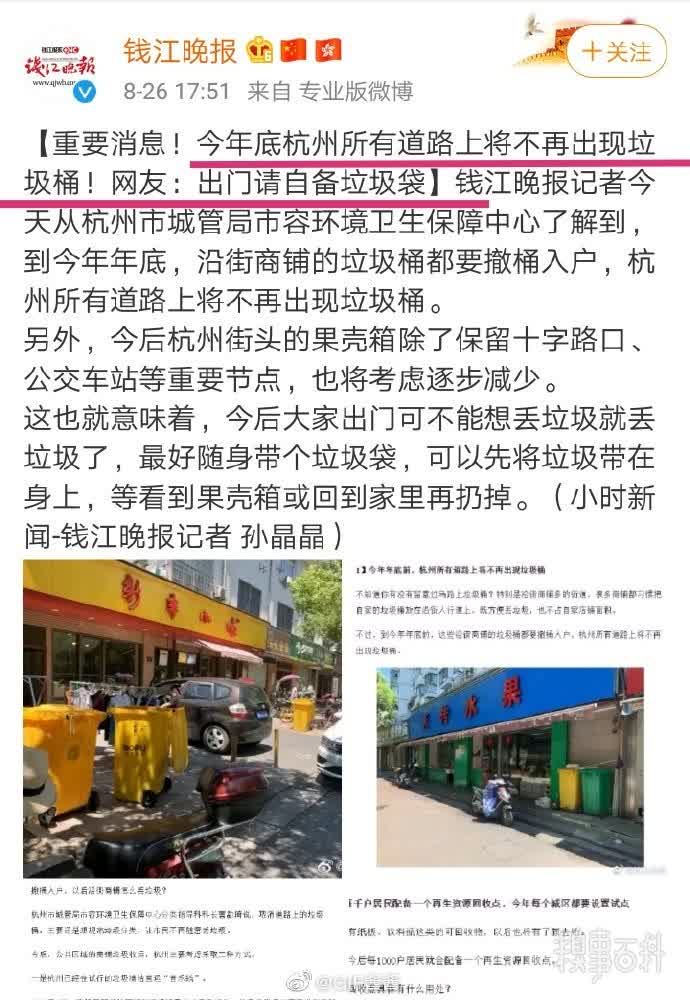 钱江晚报
＋关注
钱江晚报
www.qjwb.com
8-26 17:51 来自 专业版微博
【重要消息！今年底杭州所有道路上将不再出现垃
圾桶！网友：出门请自备垃圾袋】钱江晚报记者今
天从杭州市城管局市容环境卫生保障中心了解到，
到今年年底，沿街商铺的垃圾桶都要撤桶入户，杭
州所有道路上将不再出现垃圾桶。
另外，今后杭州街头的果壳箱除了保留十字路口、
公交车站等重要节点，也将考虑逐步减少。
这也就意味着，今后大家出门可不能想丢垃圾就丢
垃圾了，最好随身带个垃圾袋，可以先将垃圾带在
身上，等看到果壳箱或回到家里再扔掉。（小时新
闻-钱江晚报记者 孙晶晶）
1】今年年底前，杭州所有道路上将不再出现垃圾桶
不过，到今年年底前，这些沿街商铺的垃圾桶都要撤桶入户，杭州所有道路上将不再
出现垃圾桶。
水果
撤桶入户，以后沿街商铺怎么丢垃圾？
千户居民配备一个再生资源回收点，今年每个城区都要设置试点
今后每1000户居民就会配备一个再生资源回收点。
糗事百科